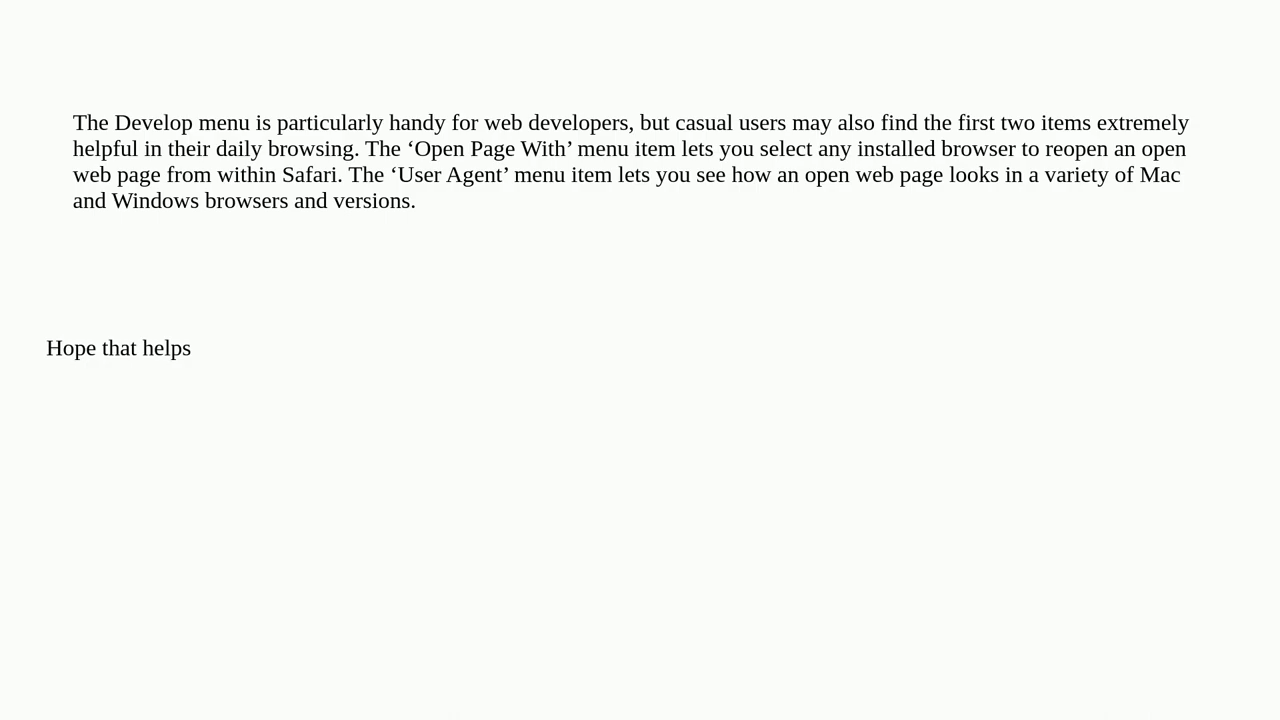 The Develop menu is particularly handy for web developers, but casual users may also find the first two items extremely
helpful in their daily browsing. The ‘Open Page With’ menu item lets you select any installed browser to reopen an open
web page from within Safari. The ‘User Agent’ menu item lets you see how an open web page looks in a variety of Mac
and Windows browsers and versions.
Hope that helps